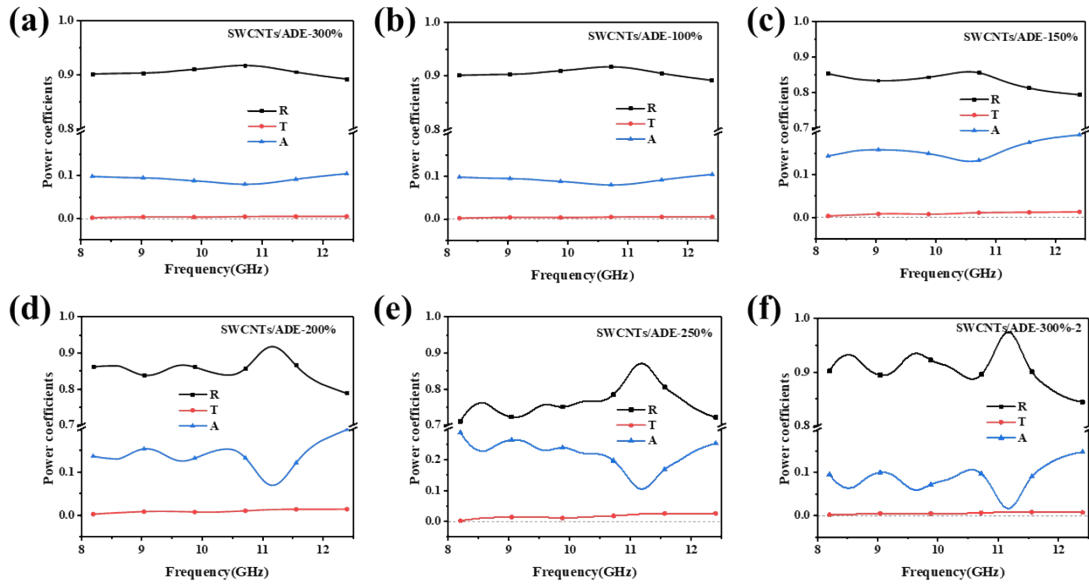 (a)
SWCNTs/ADE-300%
Power coefficients
1.0
0.9
0.8
0.1
0.0
R
T
A
8
9
10
11
12
Frequency(GHz)
(b)
SWCNTs/ADE-100%
Power coefficients
1.0
0.9
0.8
0.1
0.0
R
T
A
8
9
10
11
12
Frequency(GHz)
(c)
SWCNTs/ADE-150%
Power coefficients
1.0
0.9
0.8
0.7
0.1
0.0
R
T
A
8
9
10
11
12
Frequency(GHz)
(d)
SWCNTs/ADE-200%
Power coefficients
1.0
0.9
0.8
0.7
0.1
0.0
R
T
A
8
9
10
11
12
Frequency(GHz)
(e)
SWCNTs/ADE-250%
Power coefficients
1.0
0.9
0.8
0.7
0.2
0.1
0.0
R
T
A
8
9
10
11
12
Frequency(GHz)
(f)
SWCNTs/ADE-300%-2
Power coefficients
1.0
0.9
0.8
0.1
0.0
R
T
A
8
9
10
11
12
Frequency(GHz)